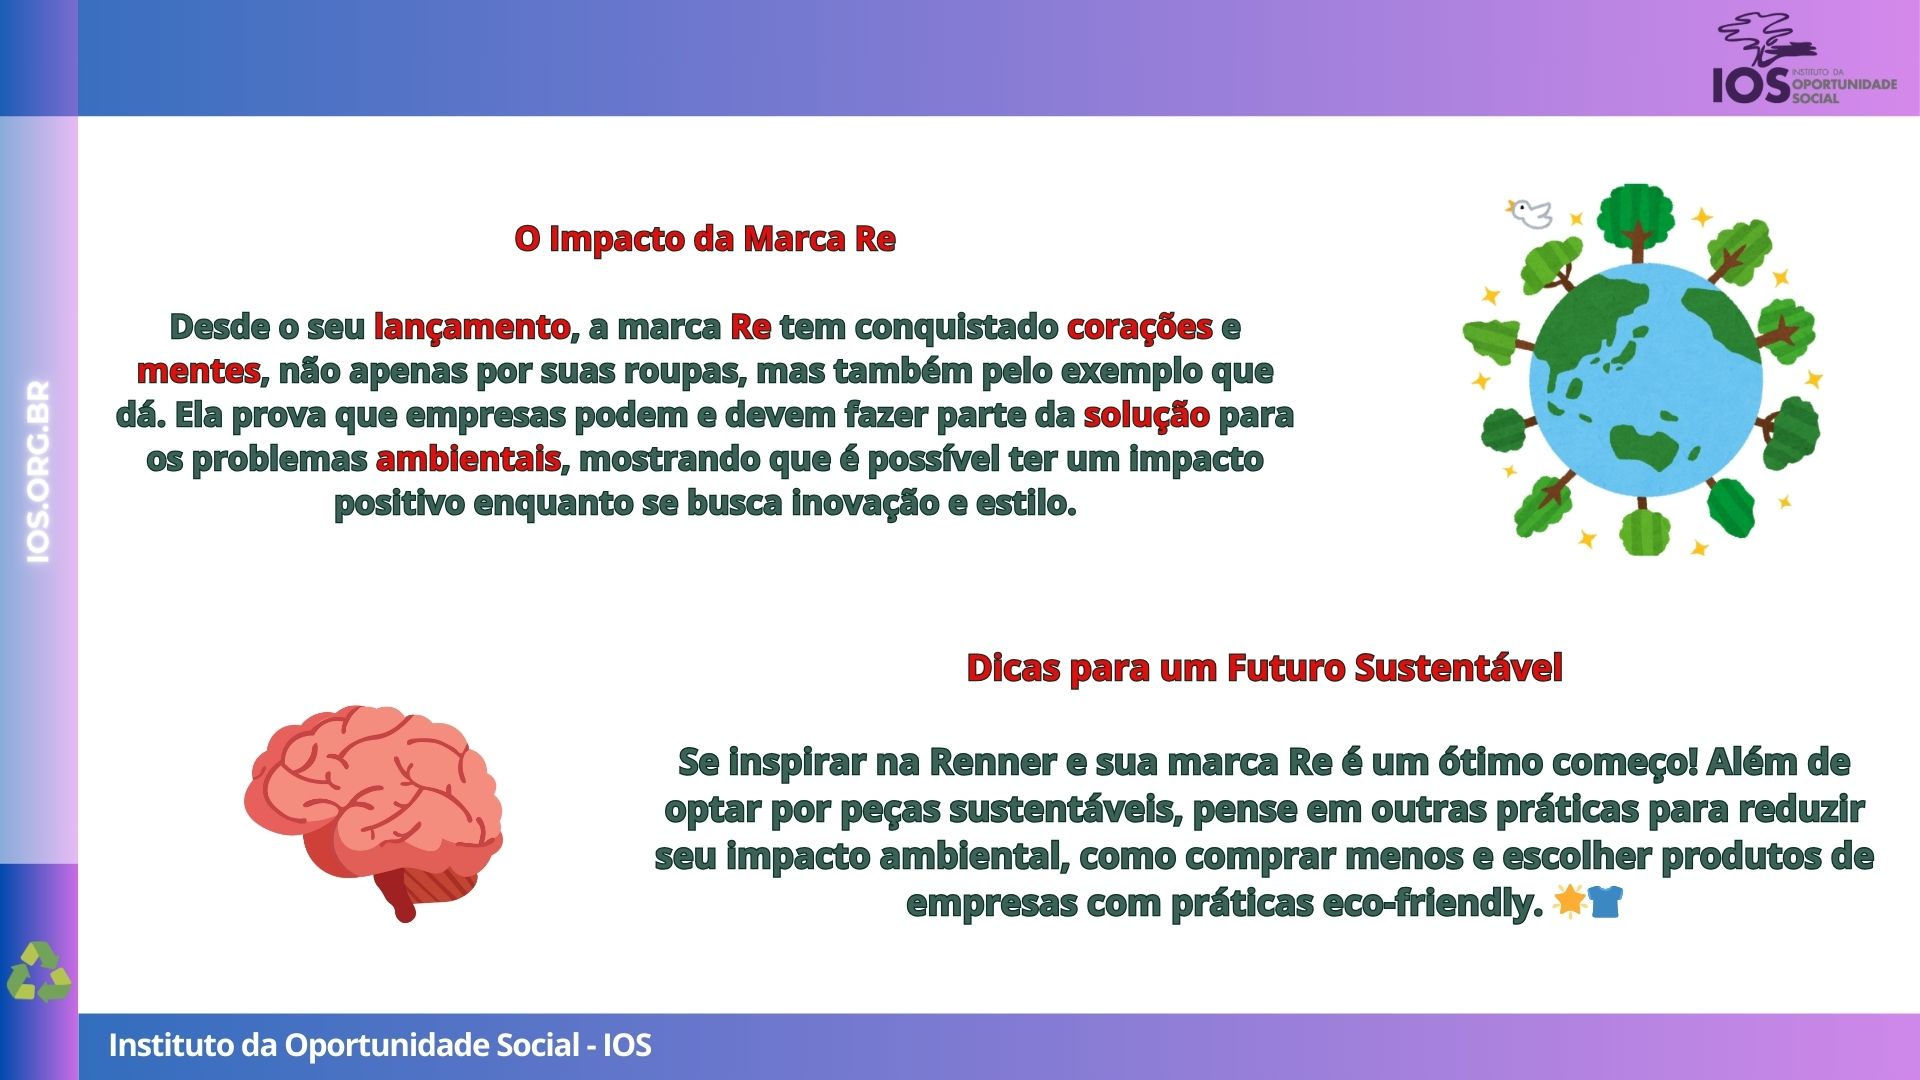 IOS INSTITUTO DA
OPORTUNIDADE
SOCIAL
IOS.ORG.BR
O Impacto da Marca Re
Desde o seu lançamento, a marca Re tem conquistado corações e
mentes, não apenas por suas roupas, mas também pelo exemplo que
dá. Ela prova que empresas podem e devem fazer parte da solução para
os problemas ambientais, mostrando que é possível ter um impacto
positivo enquanto se busca inovação e estilo.
Dicas para um Futuro Sustentável
Se inspirar na Renner e sua marca Re é um ótimo começo! Além de
optar por peças sustentáveis, pense em outras práticas para reduzir
seu impacto ambiental, como comprar menos e escolher produtos de
empresas com práticas eco-friendly. 🌟👕
Instituto da Oportunidade Social - IOS